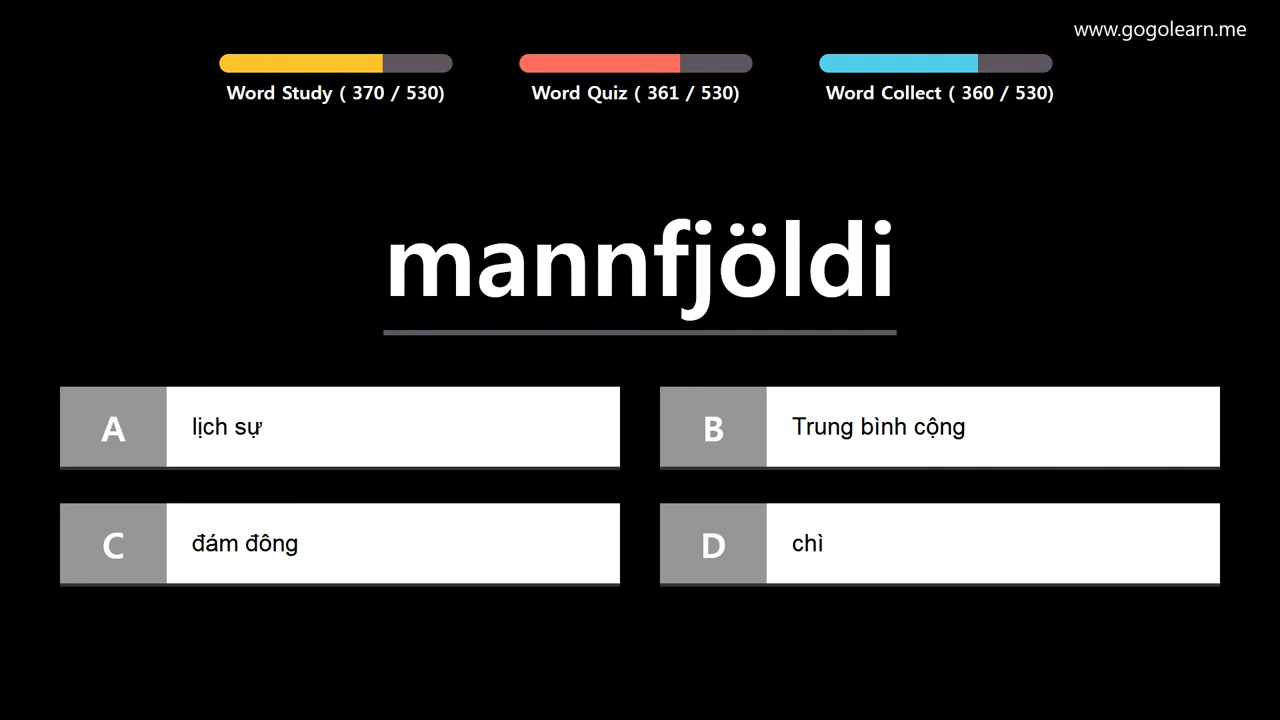 www.gogolearn.me
Word Study ( 370 / 530)
Word Quiz ( 361 / 530)
Word Collect ( 360 / 530)
mannfjöldi
A lịch sự
B Trung bình cộng
C đám đông
D chì